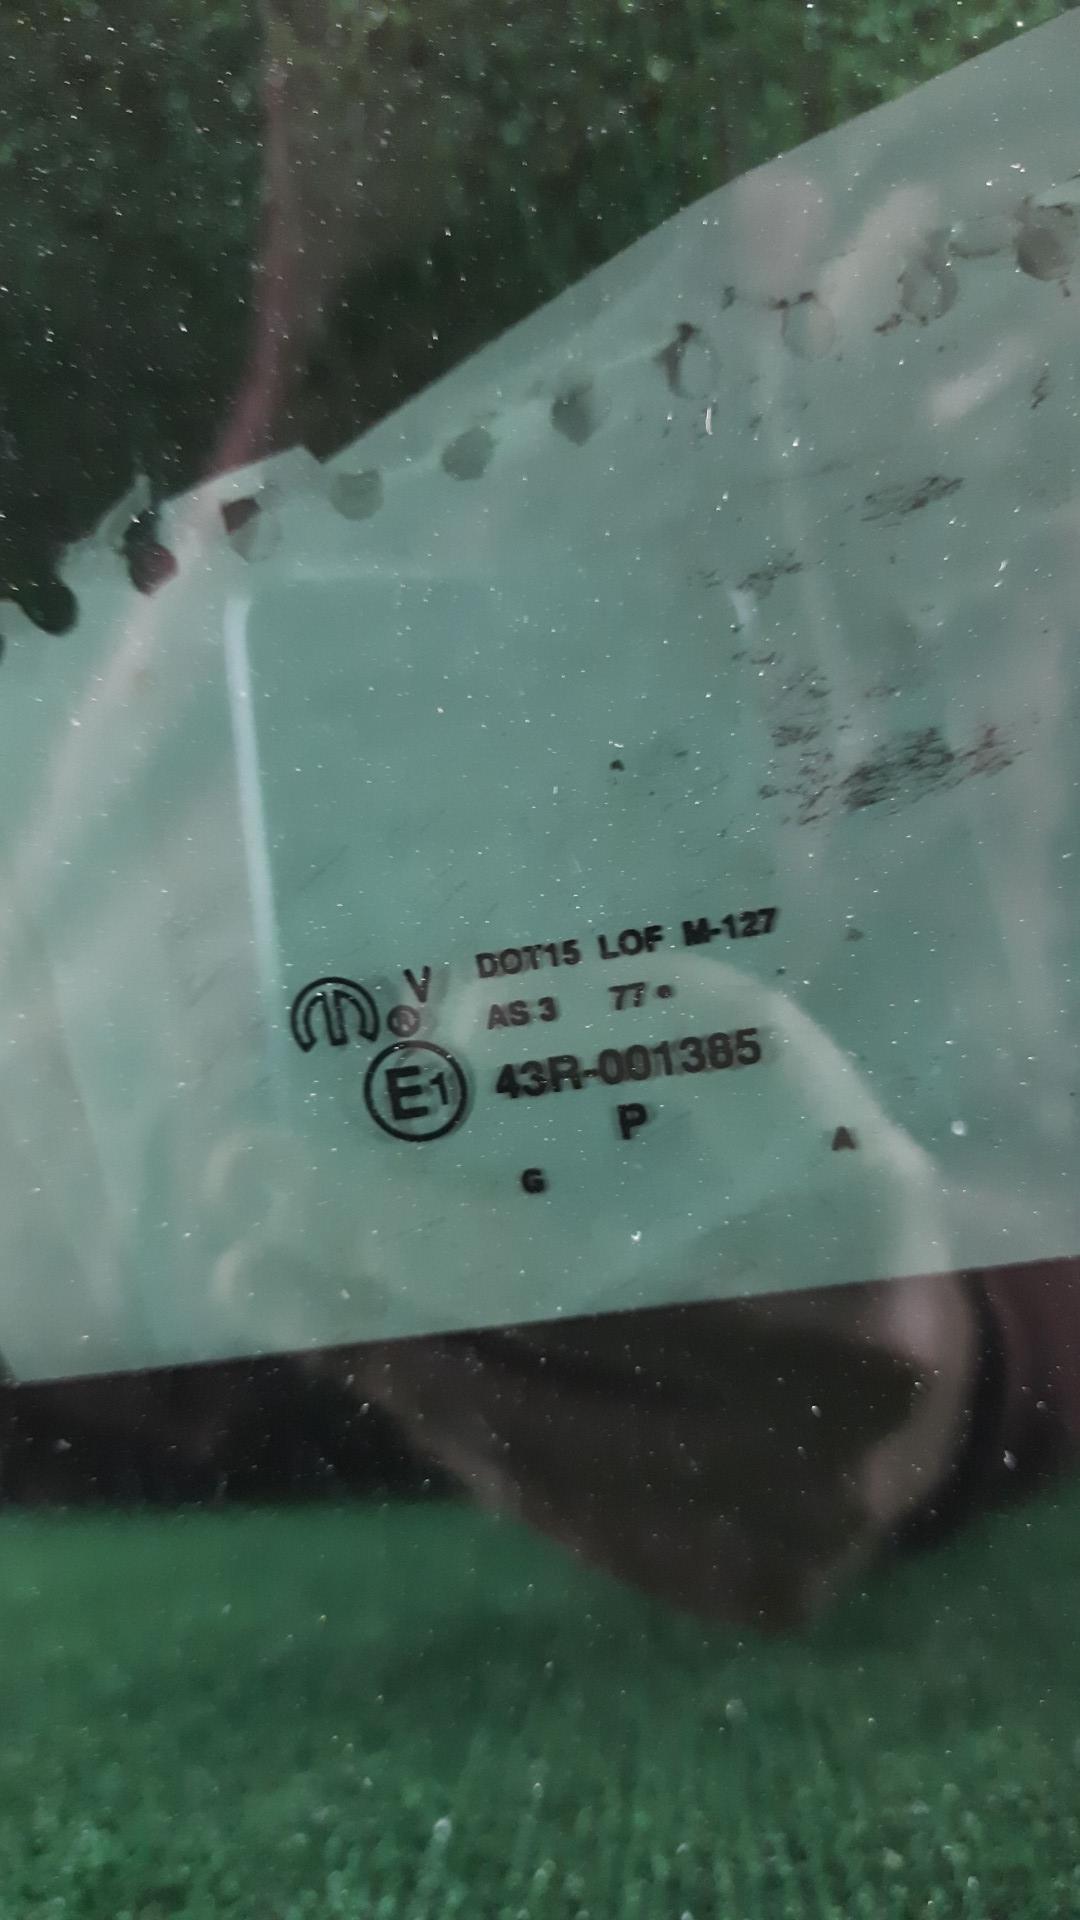 V DOT15 LOF M-127
® AS 3 77 •
E1 43R-001385
P
G A